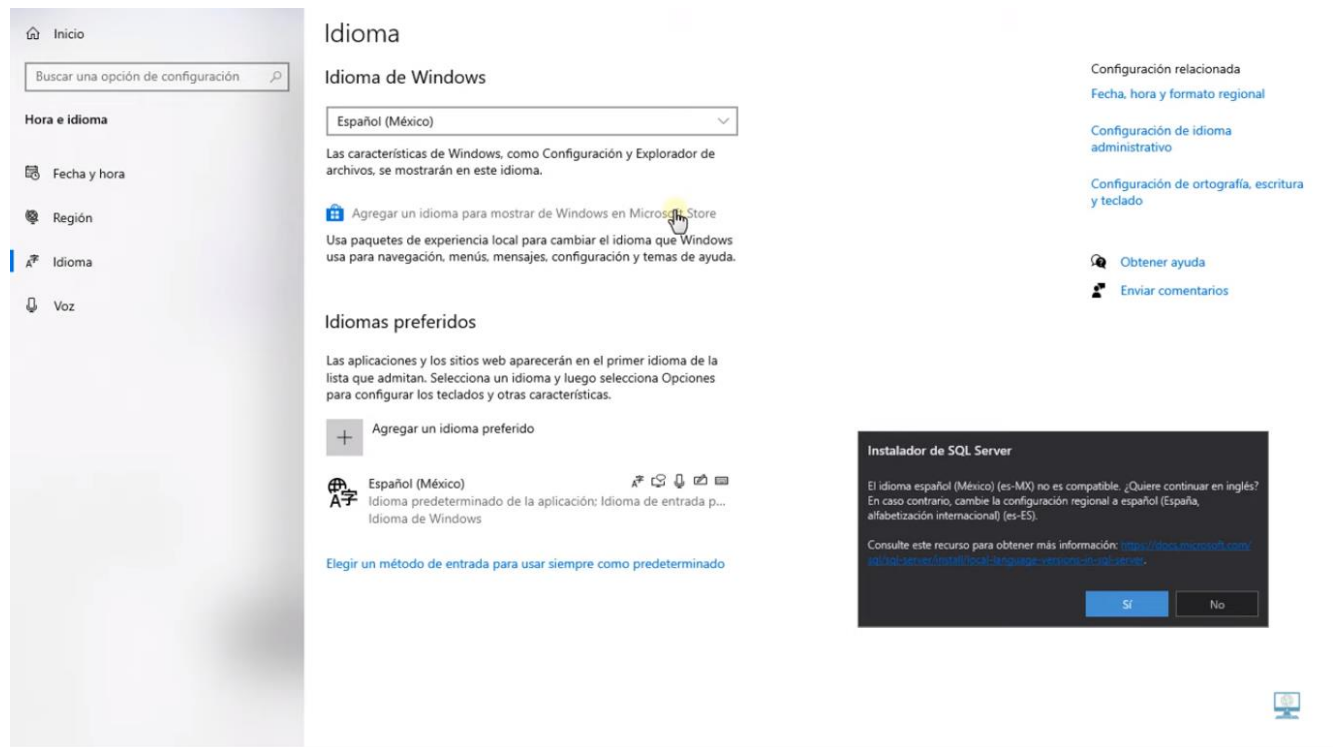 Inicio
Buscar una opción de configuración
Hora e idioma
Fecha y hora
Región
Idioma
Voz
Idioma
Idioma de Windows
Español (México)
Las características de Windows, como Configuración y Explorador de
archivos, se mostrarán en este idioma.
Agregar un idioma para mostrar de Windows en Microsoft Store
Usa paquetes de experiencia local para cambiar el idioma que Windows
usa para navegación, menús, mensajes, configuración y temas de ayuda.
Idiomas preferidos
Las aplicaciones y los sitios web aparecerán en el primer idioma de la
lista que admitan. Selecciona un idioma y luego selecciona Opciones
para configurar los teclados y otras características.
Agregar un idioma preferido
Español (México)
Idioma predeterminado de la aplicación; Idioma de entrada p...
Idioma de Windows
Elegir un método de entrada para usar siempre como predeterminado
Configuración relacionada
Fecha, hora y formato regional
Configuración de idioma
administrativo
Configuración de ortografía, escritura
y teclado
Obtener ayuda
Enviar comentarios
Instalador de SQL Server
El idioma español (México) (es-MX) no es compatible. ¿Quiere continuar en inglés?
En caso contrario, cambie la configuración regional a español (España,
alfabetización internacional) (es-ES).
Consulte este recurso para obtener más información: https://docs.microsoft.com/
sql/sql-server/install/local-language-versions-in-sql-server.
Sí
No